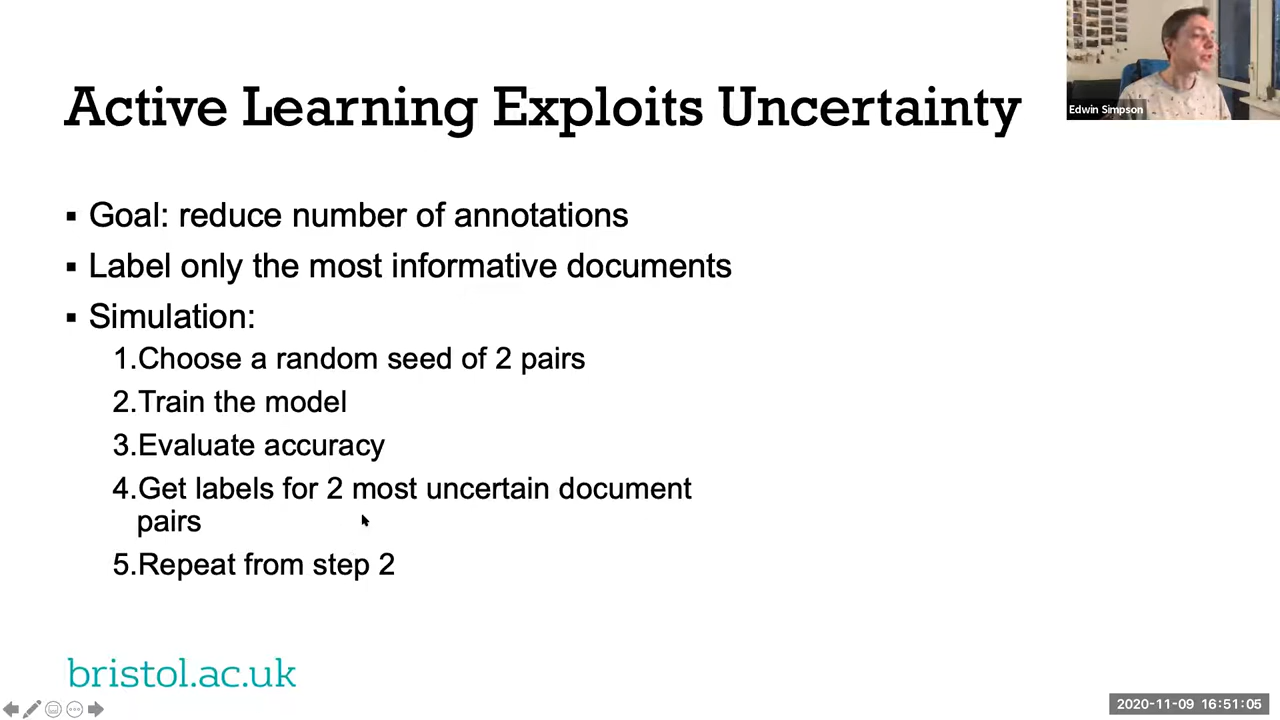 Active Learning Exploits Uncertainty
Edwin Simpson
▪ Goal: reduce number of annotations
▪ Label only the most informative documents
▪ Simulation:
1.Choose a random seed of 2 pairs
2.Train the model
3.Evaluate accuracy
4.Get labels for 2 most uncertain document
pairs
5.Repeat from step 2
bristol.ac.uk
2020-11-09 16:51:05